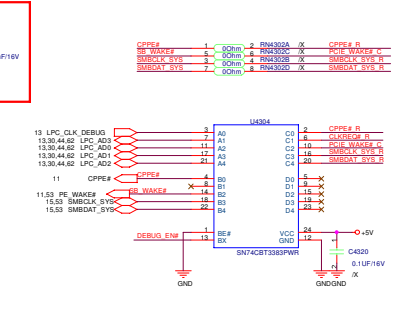 F/16V
CPPE# 1 0Ohm 2 RN4302A /X CPPE#_R
SB_WAKE# 5 0Ohm 6 RN4302C /X PCIE_WAKE#_C
SMBCLK_SYS 3 0Ohm 4 RN4302B /X SMBCLK_SYS_R
SMBDAT_SYS 7 0Ohm 8 RN4302D /X SMBDAT_SYS_R
U4304
13 LPC_CLK_DEBUG 3 A0 C0 2 CPPE#_R
13,30,44,62 LPC_AD3 7 A1 C1 6 CLKREQ#_R
13,30,44,62 LPC_AD0 11 A2 C2 10 PCIE_WAKE#_C
13,30,44,62 LPC_AD1 17 A3 C3 16 SMBCLK_SYS_R
13,30,44,62 LPC_AD2 21 A4 C4 20 SMBDAT_SYS_R
11 CPPE# CPPE# 4 B0 D0 5
8 B1 D1 9
11,53 PE_WAKE# SB_WAKE# 14 B2 D2 15
15,53 SMBCLK_SYS 18 B3 D3 19
15,53 SMBDAT_SYS 22 B4 D4 23
1 BE# VCC 24 +5V
DEBUG_EN# 13 BX GND 12
SN74CBT3383PWR
1 C4320
0.1UF/16V
2 /X
GND GND GND